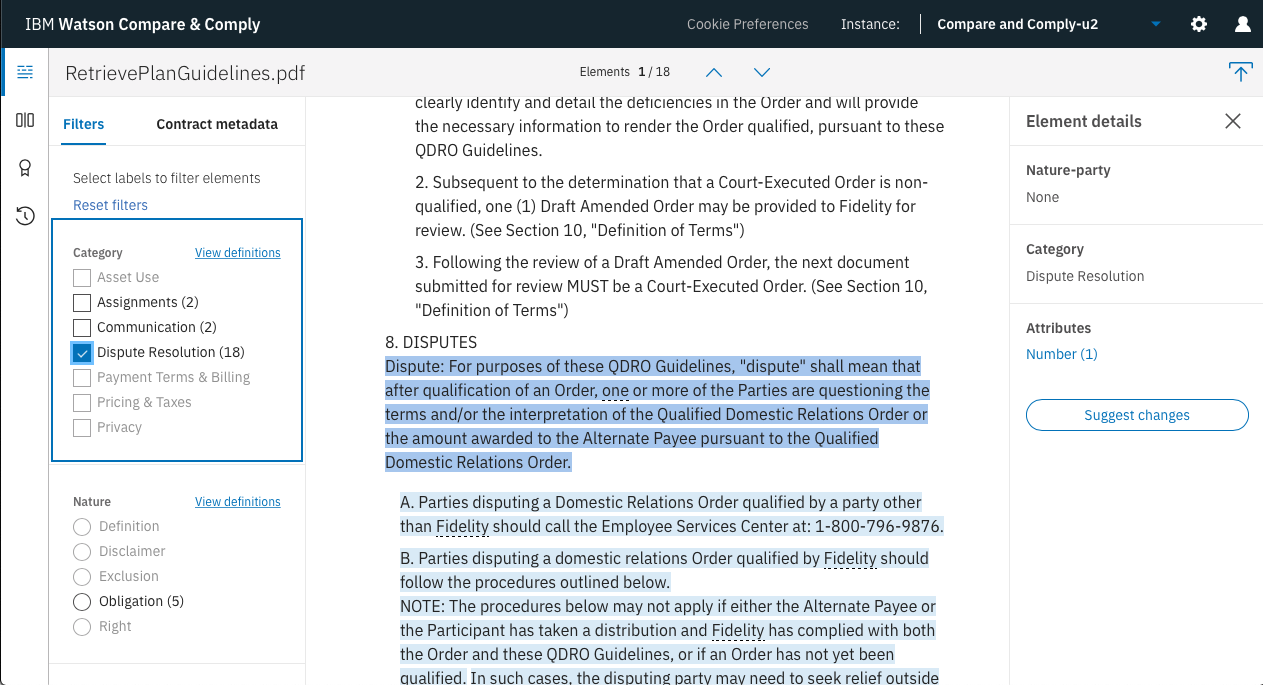 IBM Watson Compare & Comply
Cookie Preferences
Instance:
Compare and Comply-u2
RetrievePlanGuidelines.pdf
Elements 1 / 18
Filters
Contract metadata
Select labels to filter elements
Reset filters
Category
View definitions
Asset Use
Assignments (2)
Communication (2)
Dispute Resolution (18)
Payment Terms & Billing
Pricing & Taxes
Privacy
Nature
View definitions
Definition
Disclaimer
Exclusion
Obligation (5)
Right
clearly identify and detail the deficiencies in the Order and will provide
the necessary information to render the Order qualified, pursuant to these
QDRO Guidelines.
2. Subsequent to the determination that a Court-Executed Order is non-
qualified, one (1) Draft Amended Order may be provided to Fidelity for
review. (See Section 10, "Definition of Terms")
3. Following the review of a Draft Amended Order, the next document
submitted for review MUST be a Court-Executed Order. (See Section 10,
"Definition of Terms")
8. DISPUTES
Dispute: For purposes of these QDRO Guidelines, "dispute" shall mean that
after qualification of an Order, one or more of the Parties are questioning the
terms and/or the interpretation of the Qualified Domestic Relations Order or
the amount awarded to the Alternate Payee pursuant to the Qualified
Domestic Relations Order.
A. Parties disputing a Domestic Relations Order qualified by a party other
than Fidelity should call the Employee Services Center at: 1-800-796-9876.
B. Parties disputing a domestic relations Order qualified by Fidelity should
follow the procedures outlined below.
NOTE: The procedures below may not apply if either the Alternate Payee or
the Participant has taken a distribution and Fidelity has complied with both
the Order and these QDRO Guidelines, or if an Order has not yet been
qualified. In such cases, the disputing party may need to seek relief outside
Element details
Nature-party
None
Category
Dispute Resolution
Attributes
Number (1)
Suggest changes